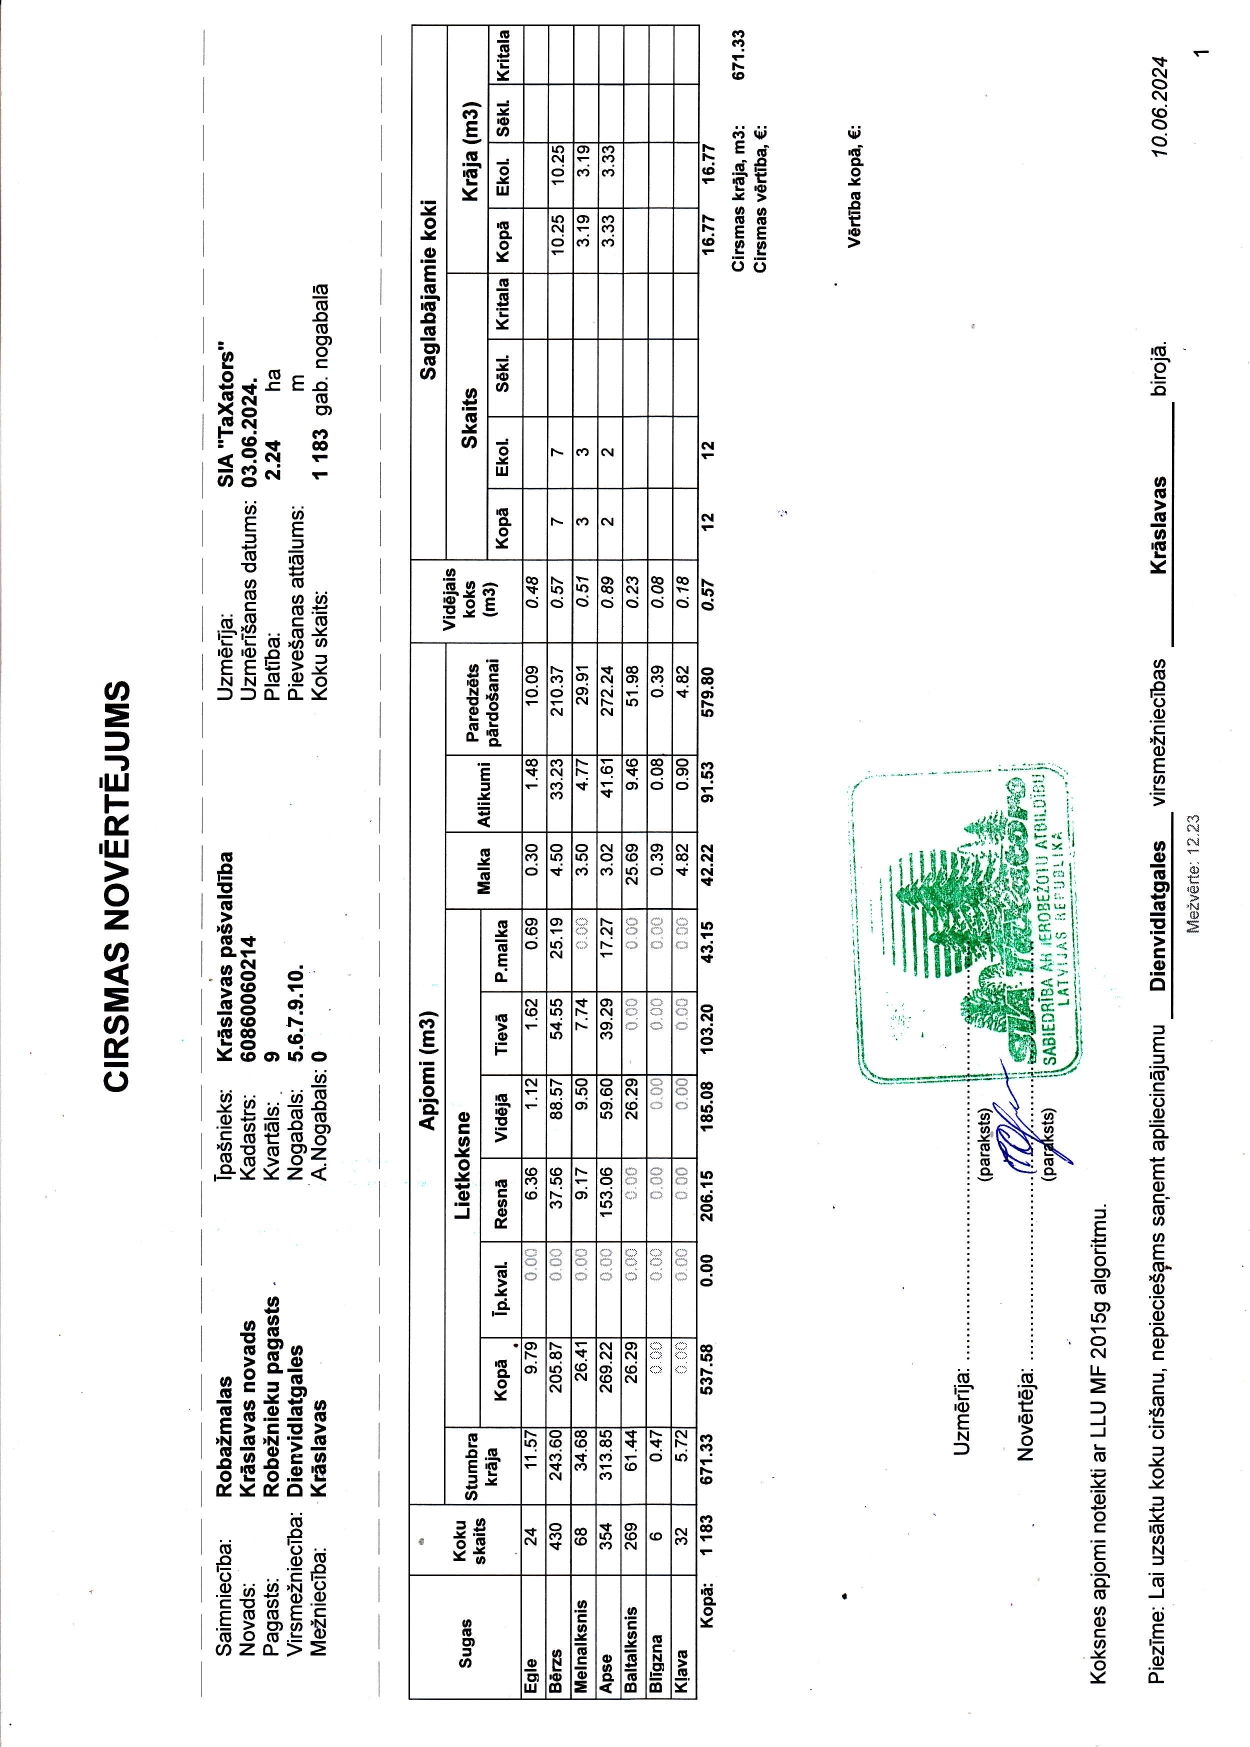 CIRSMAS NOVĒRTĒJUMS
Saimniecība: Robažmalas Īpašnieks: Krāslavas pašvaldība Uzmērīja: SIA "TaXators"
Novads: Krāslavas novads Kadastrs: 60860060214 Uzmērīšanas datums: 03.06.2024.
Pagasts: Robežnieku pagasts Kvartāls: 9 Platība: 2.24 ha
Virsmežniecība: Dienvidlatgales Nogabals: 5.6.7.9.10. Pievešanas attālums: m
Mežniecība: Krāslavas A.Nogabals: 0 Koku skaits: 1 183 gab. nogabalā
Sugas Koku skaits Apjomi (m3) Vidējais koks (m3) Saglabājamie koki
Stumbra krāja Lietkoksne Malka Atlikumi Paredzēts pārdošanai Skaits Krāja (m3)
Kopā Īp.kval. Resnā Vidējā Tievā P.malka Kopā Ekol. Sēkl. Kritala Kopā Ekol. Sēkl. Kritala
Egle 24 11.57 9.79 0.00 6.36 1.12 1.62 0.69 0.30 1.48 10.09 0.48
Bērzs 430 243.60 205.87 0.00 37.56 88.57 54.55 25.19 4.50 33.23 210.37 0.57 7 7 10.25 10.25
Melnalksnis 68 34.68 26.41 0.00 9.17 9.50 7.74 0.00 3.50 4.77 29.91 0.51 3 3 3.19 3.19
Apse 354 313.85 269.22 0.00 153.06 59.60 39.29 17.27 3.02 41.61 272.24 0.89 2 2 3.33 3.33
Baltalksnis 269 61.44 26.29 0.00 0.00 26.29 0.00 0.00 25.69 9.46 51.98 0.23
Blīgzna 6 0.47 0.00 0.00 0.00 0.00 0.00 0.00 0.39 0.08 0.39 0.08
Kļava 32 5.72 0.00 0.00 0.00 0.00 0.00 0.00 4.82 0.90 4.82 0.18
Kopā: 1 183 671.33 537.58 0.00 206.15 185.08 103.20 43.15 42.22 91.53 579.80 0.57 12 12 16.77 16.77
Cirsmas krāja, m3: 671.33
Cirsmas vērtība, €:
Vērtība kopā, €:
Uzmērīja:
(paraksts)
Novērtēja:
(paraksts)
SIA TaXators
SABIEDRĪBA AR IEROBEŽOTU ATBILDĪBU
LATVIJAS REPUBLIKA
Koksnes apjomi noteikti ar LLU MF 2015g algoritmu.
Piezīme: Lai uzsāktu koku ciršanu, nepieciešams saņemt apliecinājumu Dienvidlatgales virsmežniecības Krāslavas birojā. 10.06.2024
Mežvērte: 12.23
1